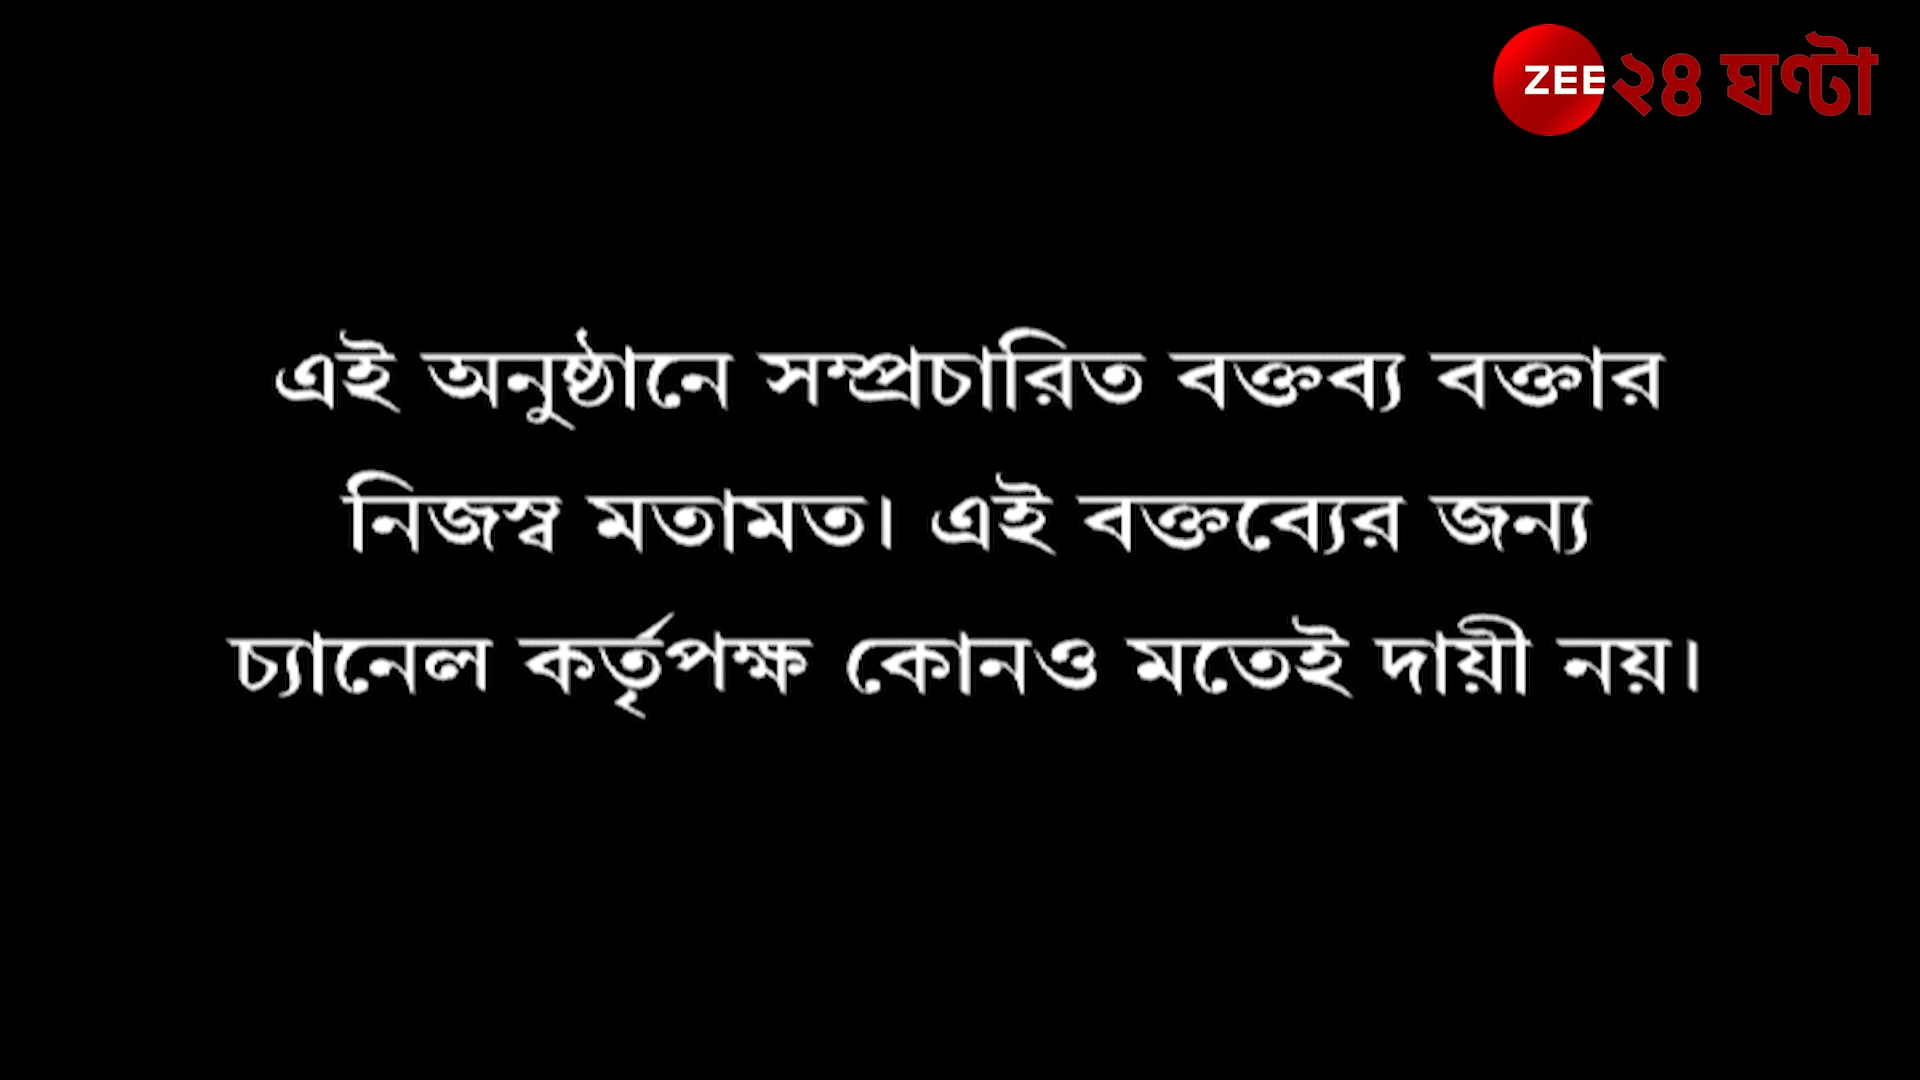 ZEE ২৪ ঘণ্টা
এই অনুষ্ঠানে সম্প্রচারিত বক্তব্য বক্তার
নিজস্ব মতামত। এই বক্তব্যের জন্য
চ্যানেল কর্তৃপক্ষ কোনও মতেই দায়ী নয়।